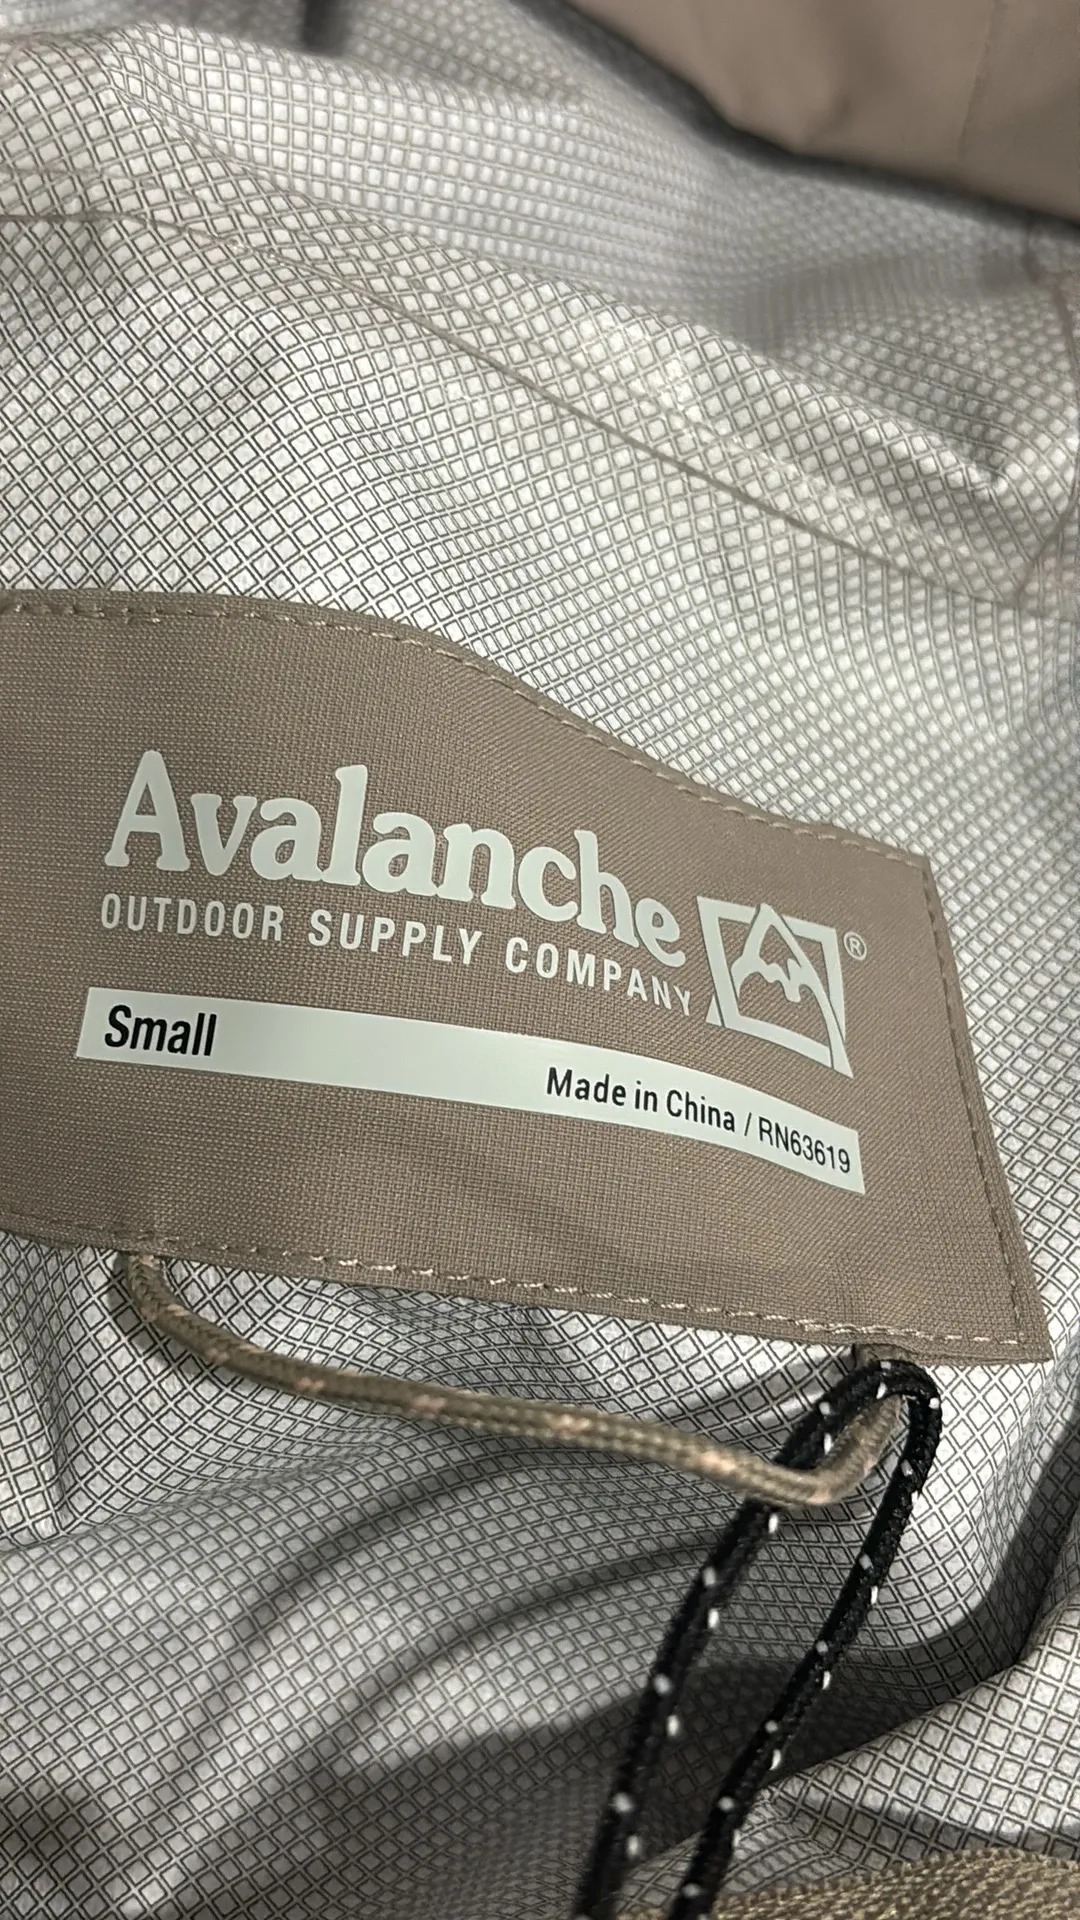 Avalanche ®
OUTDOOR SUPPLY COMPANY
Small
Made in China / RN63619